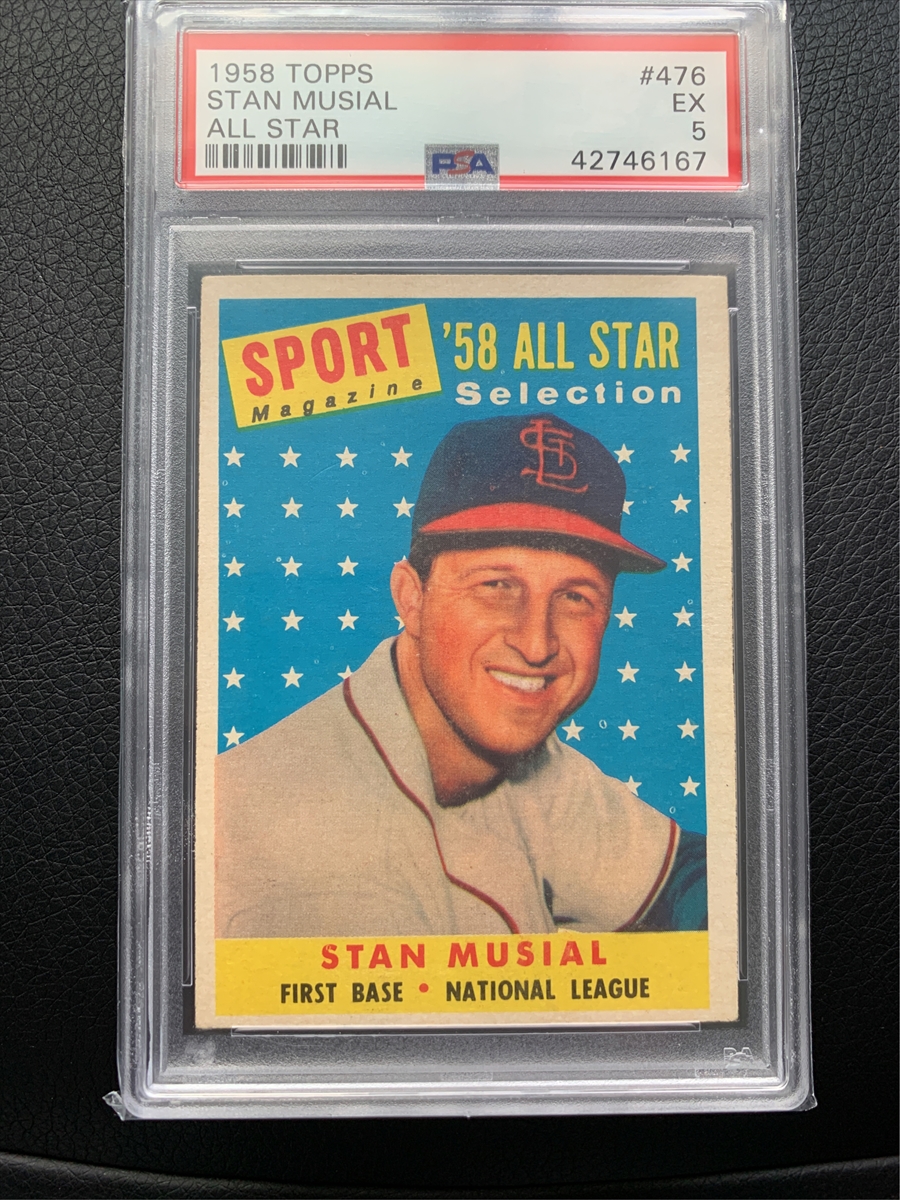 1958 TOPPS #476
STAN MUSIAL EX
ALL STAR 5
PSA 42746167
SPORT
Magazine
'58 ALL STAR
Selection
STL
STAN MUSIAL
FIRST BASE • NATIONAL LEAGUE